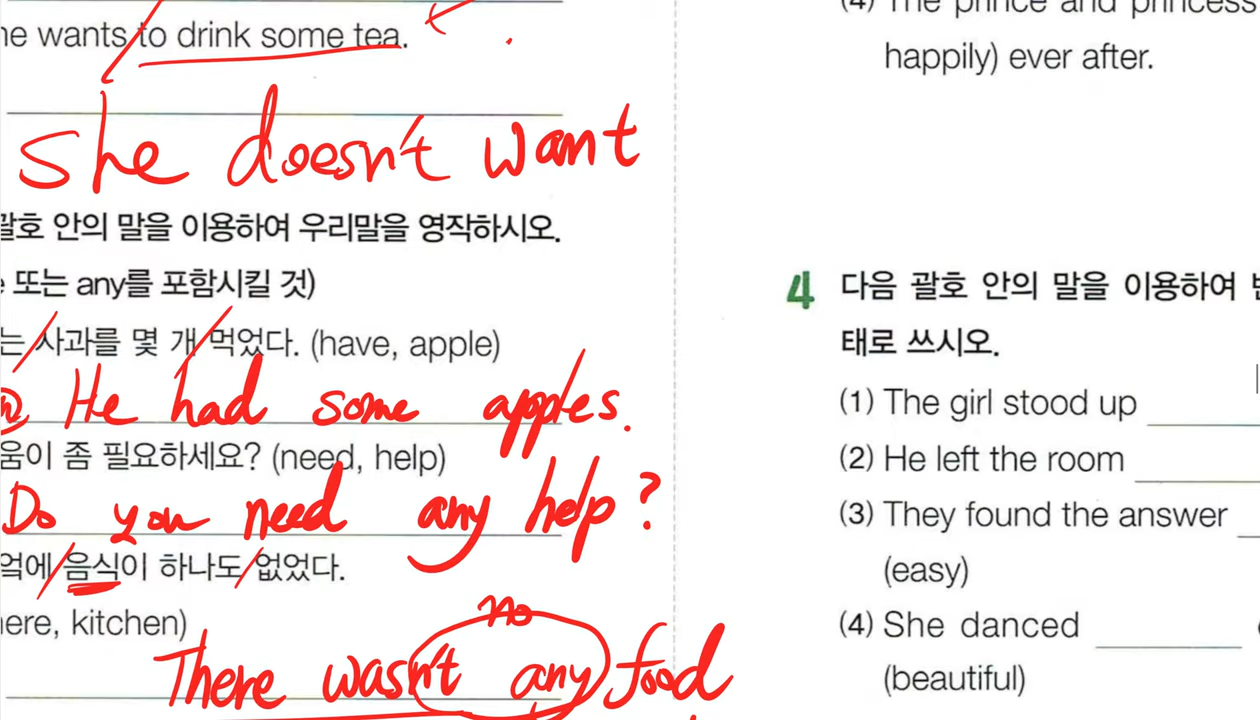 he wants to drink some tea.
She doesn't want
괄호 안의 말을 이용하여 우리말을 영작하시오.
또는 any를 포함시킬 것)
는 사과를 몇 개 먹었다. (have, apple)
He had some apples.
움이 좀 필요하세요? (need, help)
Do you need any help?
엌에 음식이 하나도 없었다.
here, kitchen)
no
There wasn't any food
(4) The prince and princess
happily) ever after.
4 다음 괄호 안의 말을 이용하여
태로 쓰시오.
(1) The girl stood up
(2) He left the room
(3) They found the answer
(easy)
(4) She danced
(beautiful)